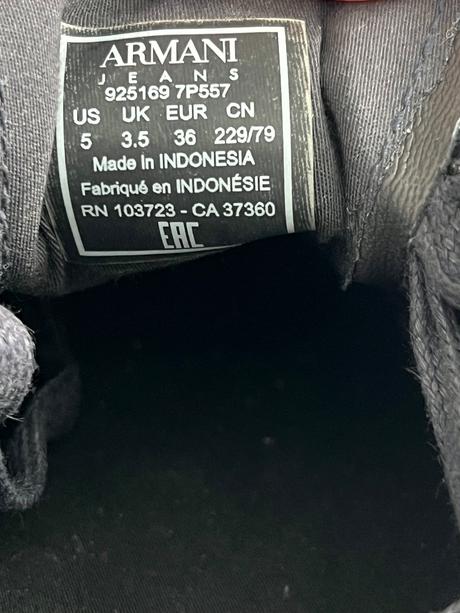 ARMANI
JEANS
925169 7P557
US UK EUR CN
5 3.5 36 229/79
Made in INDONESIA
Fabriqué en INDONÉSIE
RN 103723 - CA 37360
EAC